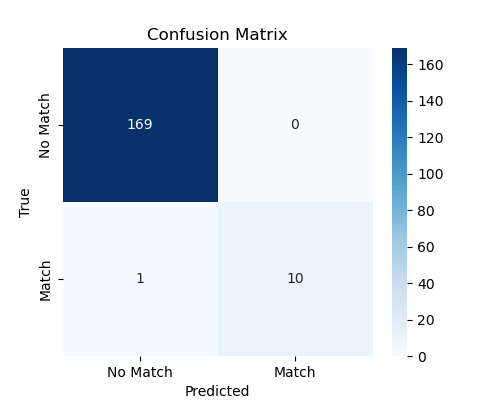 Confusion Matrix
No Match
169
0
160
140
120
100
80
60
40
20
0
True
Match
1
10
No Match
Match
Predicted